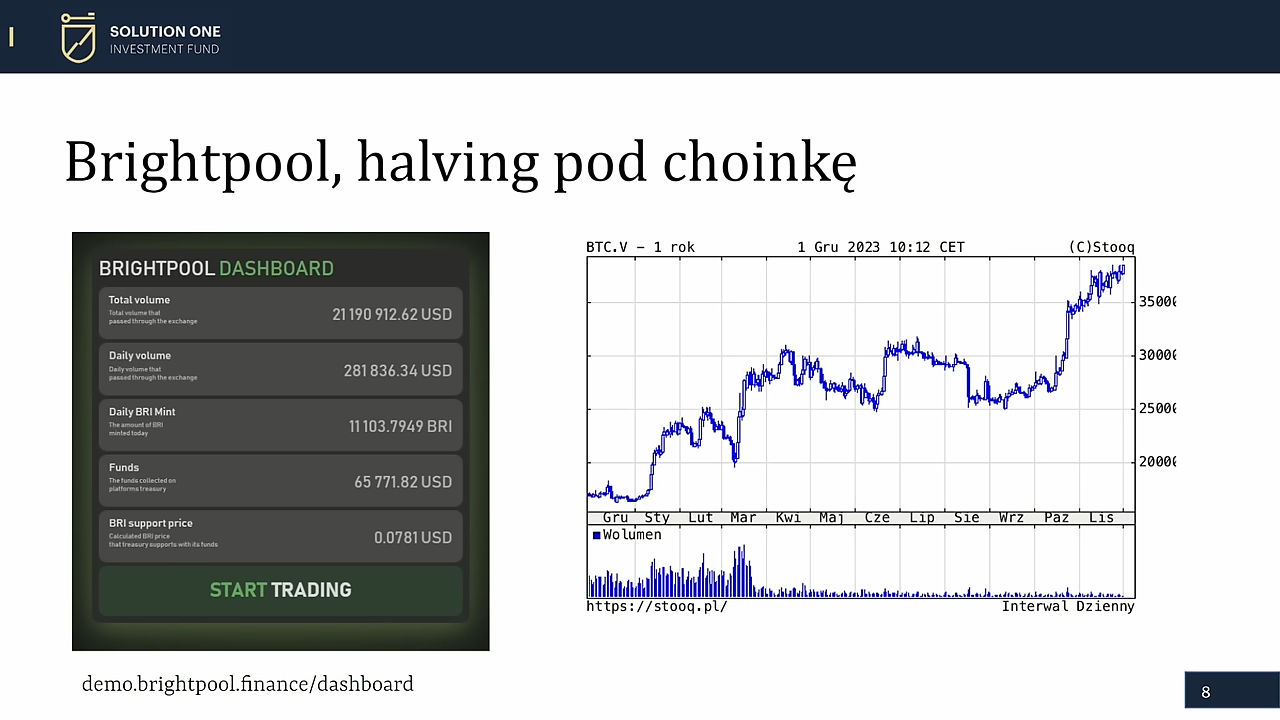 SOLUTION ONE
INVESTMENT FUND
Brightpool, halving pod choinkę
BRIGHTPOOL DASHBOARD
Total volume
Total volume that
passed through the exchange
21 190 912.62 USD
Daily volume
Daily volume that
passed through the exchange
281 836.34 USD
Daily BRI Mint
The amount of BRI
minted today
11 103.7949 BRI
Funds
The funds collected on
platforms treasury
65 771.82 USD
BRI support price
Calculated BRI price
that treasury supports with its funds
0.0781 USD
START TRADING
demo.brightpool.finance/dashboard
BTC.V - 1 rok 1 Gru 2023 10:12 CET (C)Stooq
35000
30000
25000
20000
Gru Sty Lut Mar Kwi Maj Cze Lip Sie Wrz Paz Lis
Wolumen
https://stooq.pl/ Interwal Dzienny
8